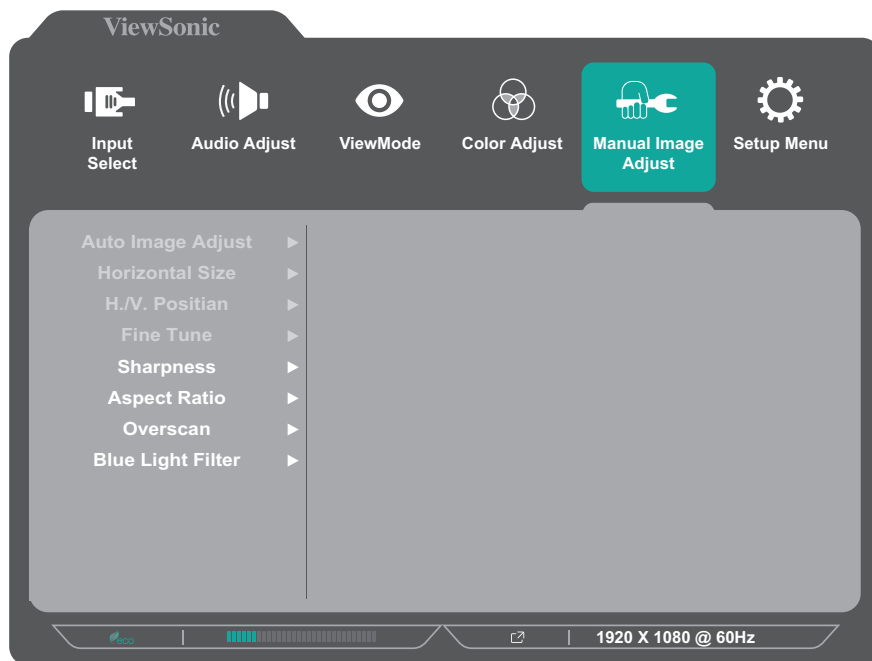 ViewSonic
Input
Select
Audio Adjust
ViewMode
Color Adjust
Manual Image
Adjust
Setup Menu
Auto Image Adjust
Horizontal Size
H./V. Positian
Fine Tune
Sharpness
Aspect Ratio
Overscan
Blue Light Filter
eco
1920 X 1080 @ 60Hz